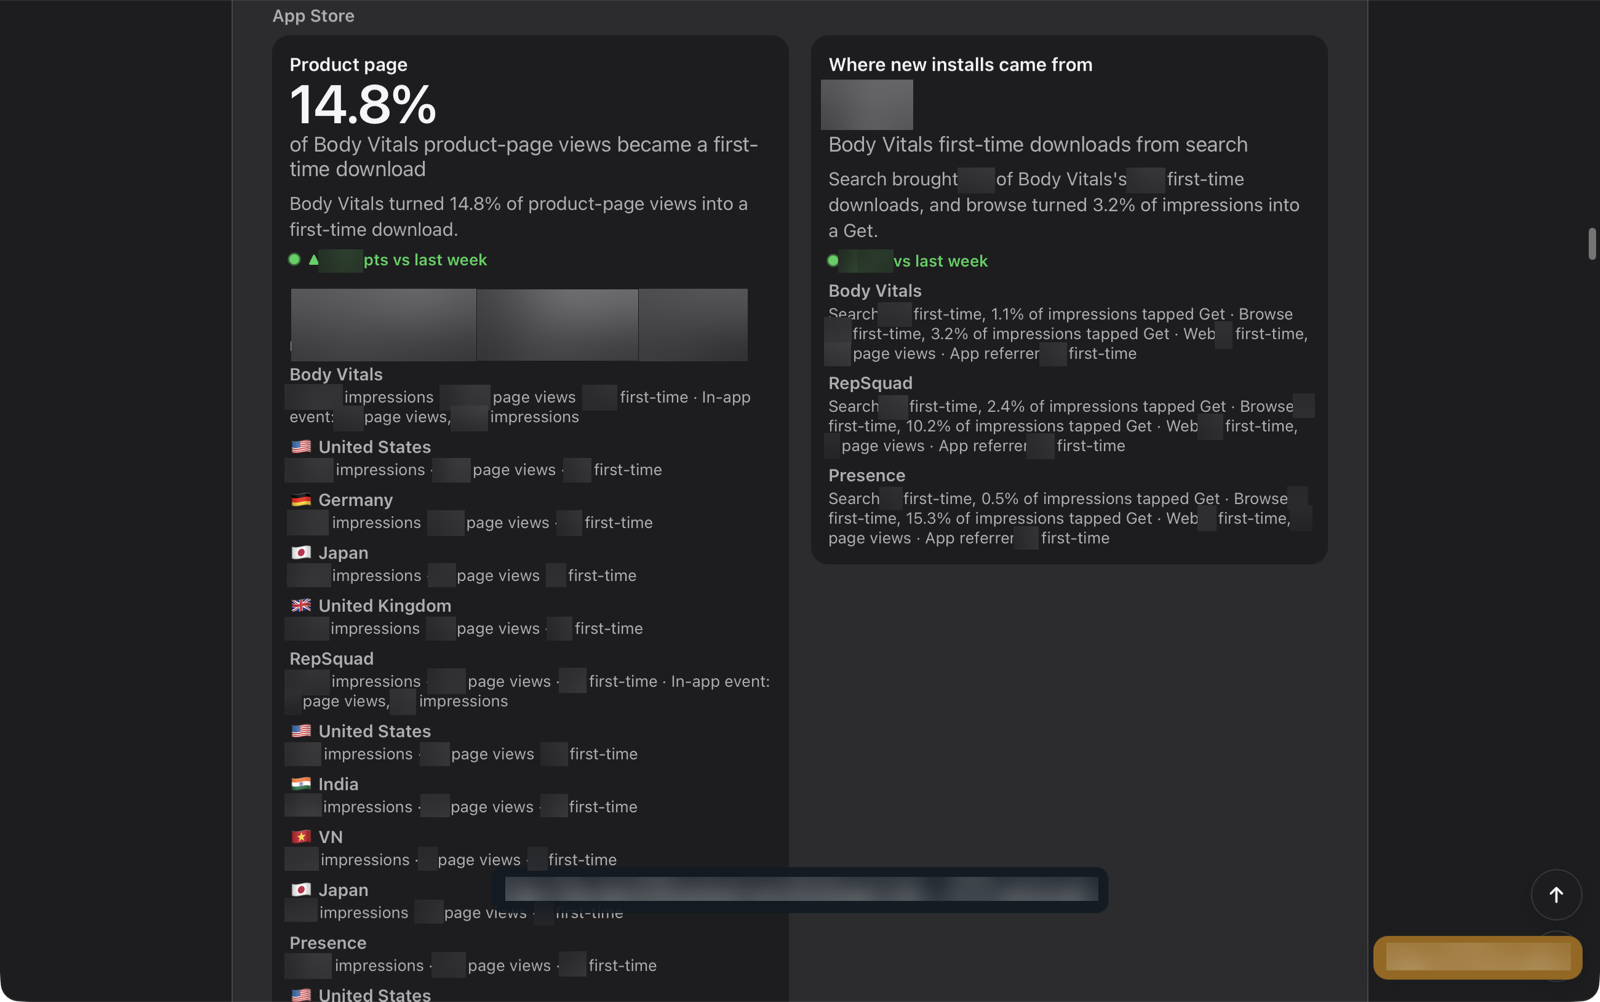 App Store
Product page
14.8%
of Body Vitals product-page views became a first-
time download
Body Vitals turned 14.8% of product-page views into a
first-time download.
▲ pts vs last week
Body Vitals
impressions page views first-time · In-app
event: page views, impressions
🇺🇸 United States
impressions · page views · first-time
🇩🇪 Germany
impressions page views · first-time
🇯🇵 Japan
impressions · page views first-time
🇬🇧 United Kingdom
impressions page views · first-time
RepSquad
impressions · page views · first-time · In-app event:
page views, impressions
🇺🇸 United States
impressions · page views first-time
🇮🇳 India
impressions · page views · first-time
🇻🇳 VN
impressions · page views · first-time
🇯🇵 Japan
impressions page views · first-time
Presence
impressions · page views · first-time
🇺🇸 United States
Where new installs came from
Body Vitals first-time downloads from search
Search brought of Body Vitals's first-time
downloads, and browse turned 3.2% of impressions into
a Get.
vs last week
Body Vitals
Search first-time, 1.1% of impressions tapped Get · Browse
first-time, 3.2% of impressions tapped Get · Web first-time,
page views · App referrer first-time
RepSquad
Search first-time, 2.4% of impressions tapped Get · Browse
first-time, 10.2% of impressions tapped Get · Web first-time,
page views · App referrer first-time
Presence
Search first-time, 0.5% of impressions tapped Get · Browse
first-time, 15.3% of impressions tapped Get · Web first-time,
page views · App referrer first-time